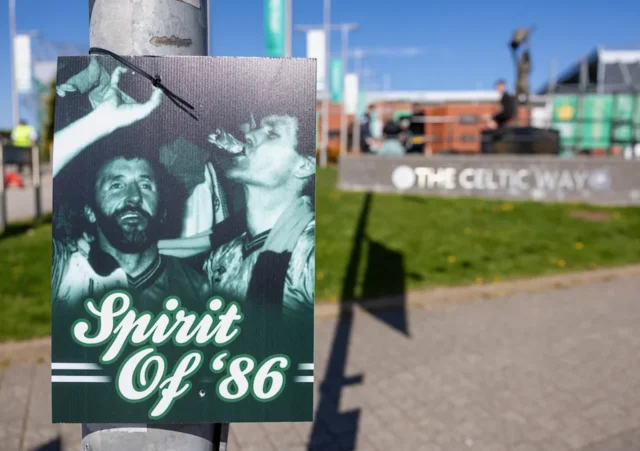 Spirit
Of '86
THE CELTIC WAY